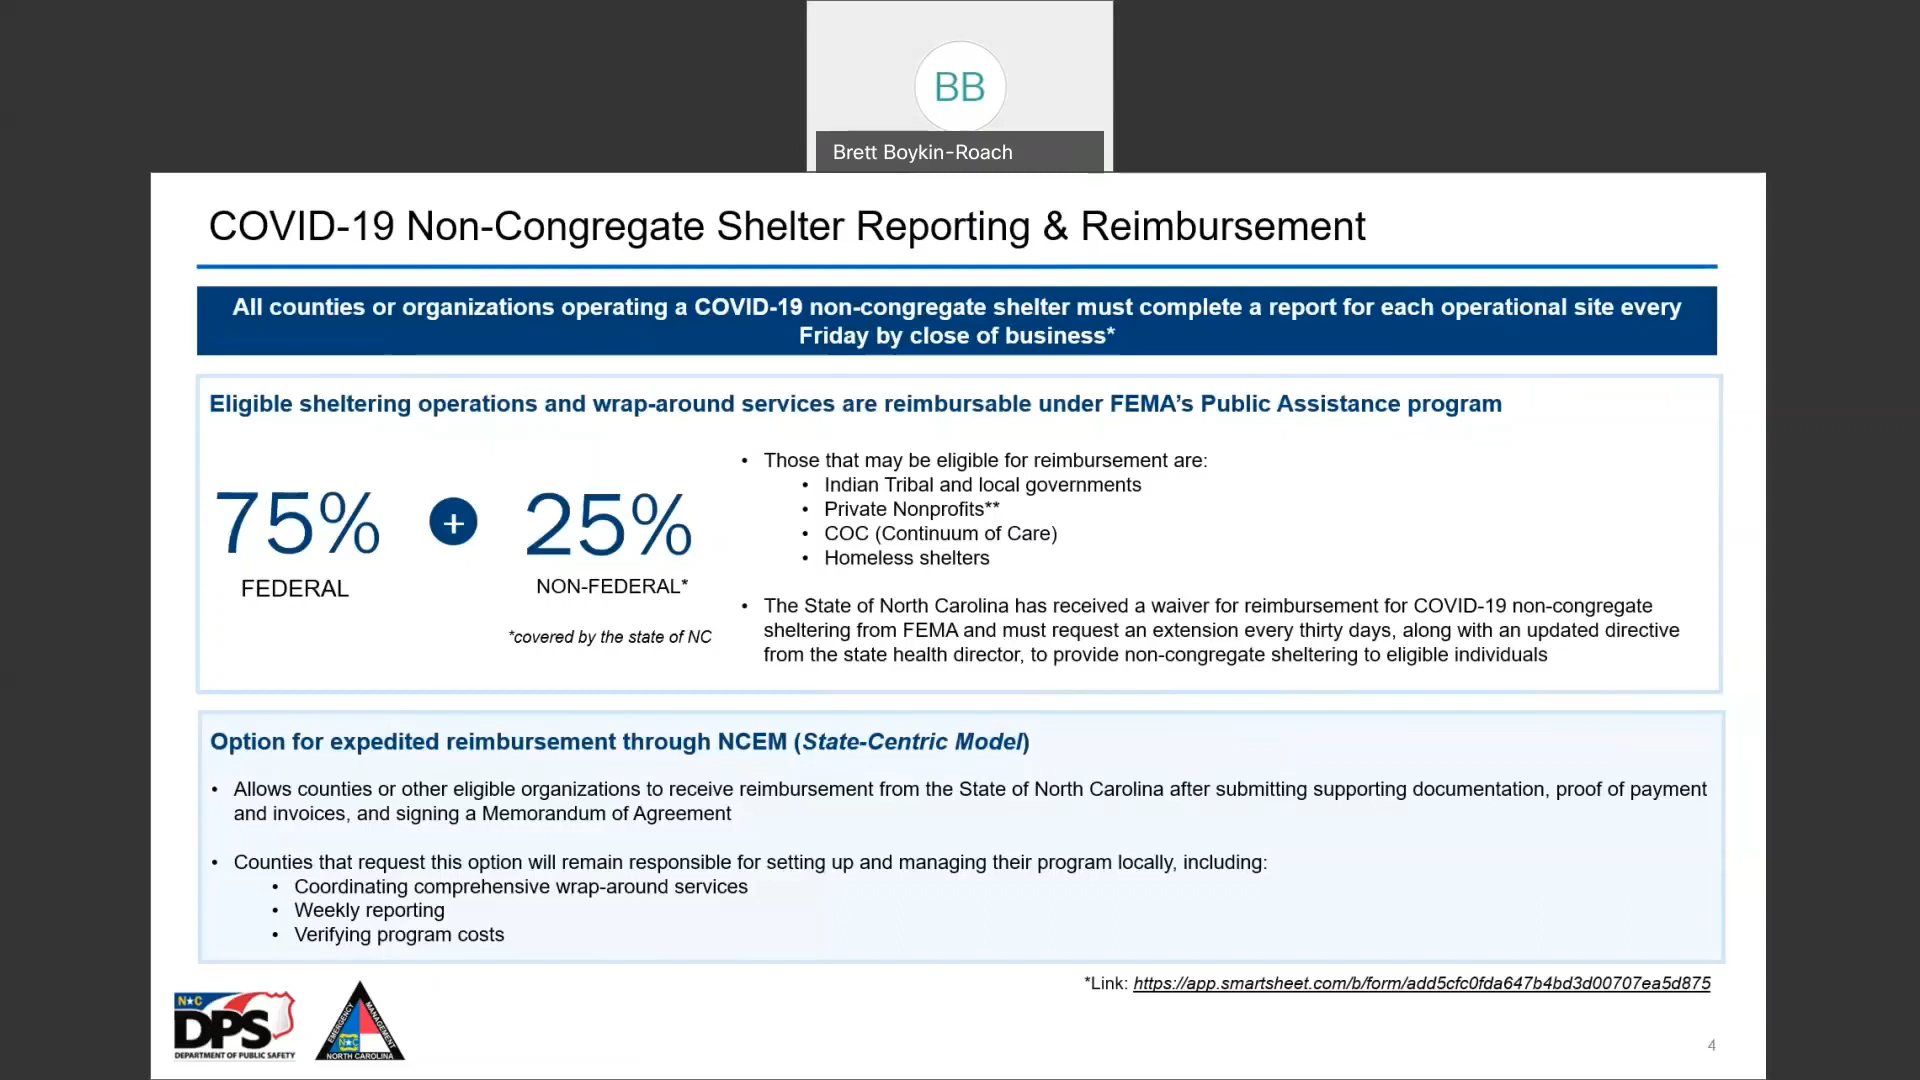 BB
Brett Boykin-Roach
COVID-19 Non-Congregate Shelter Reporting & Reimbursement
All counties or organizations operating a COVID-19 non-congregate shelter must complete a report for each operational site every
Friday by close of business*
Eligible sheltering operations and wrap-around services are reimbursable under FEMA’s Public Assistance program
75%
+
25%
FEDERAL
NON-FEDERAL*
*covered by the state of NC
• Those that may be eligible for reimbursement are:
• Indian Tribal and local governments
• Private Nonprofits**
• COC (Continuum of Care)
• Homeless shelters
• The State of North Carolina has received a waiver for reimbursement for COVID-19 non-congregate
sheltering from FEMA and must request an extension every thirty days, along with an updated directive
from the state health director, to provide non-congregate sheltering to eligible individuals
Option for expedited reimbursement through NCEM (State-Centric Model)
• Allows counties or other eligible organizations to receive reimbursement from the State of North Carolina after submitting supporting documentation, proof of payment
and invoices, and signing a Memorandum of Agreement
• Counties that request this option will remain responsible for setting up and managing their program locally, including:
• Coordinating comprehensive wrap-around services
• Weekly reporting
• Verifying program costs
*Link: https://app.smartsheet.com/b/form/add5cfc0fda647b4bd3d00707ea5d875
N★C
DPS
DEPARTMENT OF PUBLIC SAFETY
EMERGENCY
MANAGEMENT
N★C
NORTH CAROLINA
4